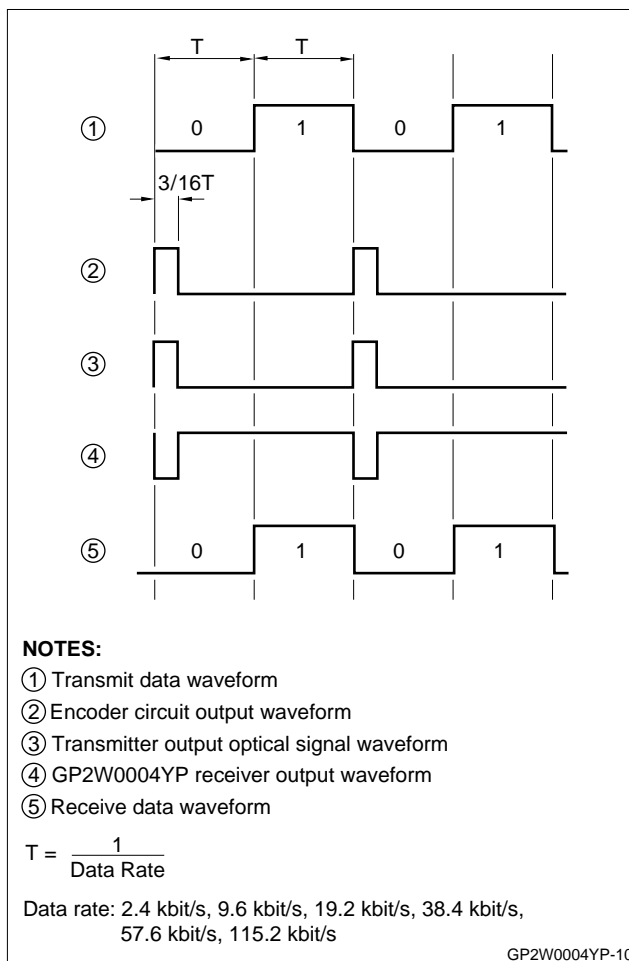 T T
① 0 1 0 1
3/16T
②
③
④
⑤ 0 1 0 1
NOTES:
① Transmit data waveform
② Encoder circuit output waveform
③ Transmitter output optical signal waveform
④ GP2W0004YP receiver output waveform
⑤ Receive data waveform
T = 1
Data Rate
Data rate: 2.4 kbit/s, 9.6 kbit/s, 19.2 kbit/s, 38.4 kbit/s,
57.6 kbit/s, 115.2 kbit/s
GP2W0004YP-10